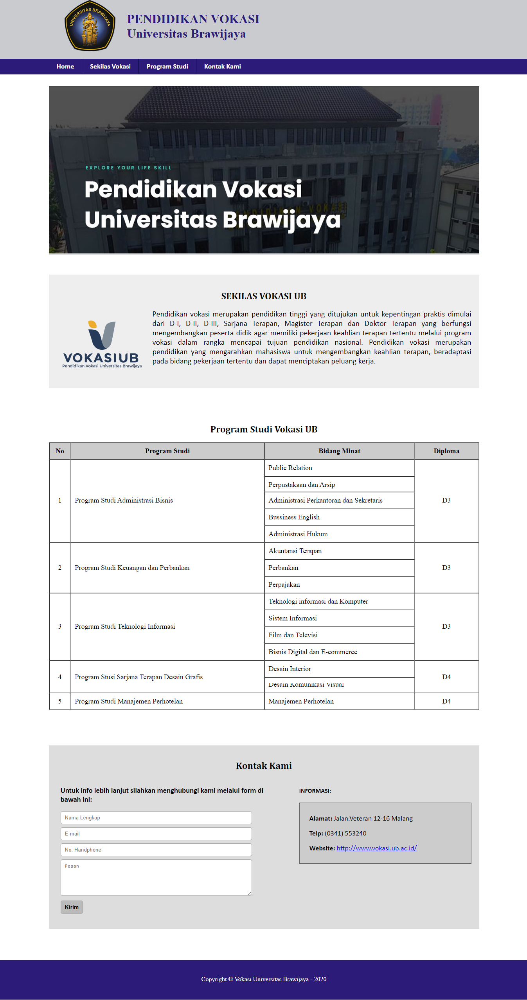 UNIVERSITAS BRAWIJAYA
PENDIDIKAN VOKASI
Universitas Brawijaya
Home
Sekilas Vokasi
Program Studi
Kontak Kami
EXPLORE YOUR LIFE SKILL
Pendidikan Vokasi
Universitas Brawijaya
SEKILAS VOKASI UB
VOKASIUB
Pendidikan Vokasi Universitas Brawijaya
Pendidikan vokasi merupakan pendidikan tinggi yang ditujukan untuk kepentingan praktis dimulai
dari D-I, D-II, D-III, Sarjana Terapan, Magister Terapan dan Doktor Terapan yang berfungsi
mengembangkan peserta didik agar memiliki pekerjaan keahlian terapan tertentu melalui program
vokasi dalam rangka mencapai tujuan pendidikan nasional. Pendidikan vokasi merupakan
pendidikan yang mengarahkan mahasiswa untuk mengembangkan keahlian terapan, beradaptasi
pada bidang pekerjaan tertentu dan dapat menciptakan peluang kerja.
Program Studi Vokasi UB
No Program Studi Bidang Minat Diploma
1 Program Studi Administrasi Bisnis
Public Relation
Perpustakaan dan Arsip
Administrasi Perkantoran dan Sekretaris
Bussiness English
Administrasi Hukum
D3
2 Program Studi Keuangan dan Perbankan
Akuntansi Terapan
Perbankan
Perpajakan
D3
3 Program Studi Teknologi Informasi
Teknologi informasi dan Komputer
Sistem Informasi
Film dan Televisi
Bisnis Digital dan E-commerce
D3
4 Program Stusi Sarjana Terapan Desain Grafis
Desain Interior
Desain Komunikasi Visual
D4
5 Program Studi Manajemen Perhotelan Manajemen Perhotelan D4
Kontak Kami
Untuk info lebih lanjut silahkan menghubungi kami melalui form di
bawah ini:
Nama Lengkap
E-mail
No. Handphone
Pesan
Kirim
INFORMASI:
Alamat: Jalan.Veteran 12-16 Malang
Telp: (0341) 553240
Website: http://www.vokasi.ub.ac.id/
Copyright © Vokasi Universitas Brawijaya - 2020